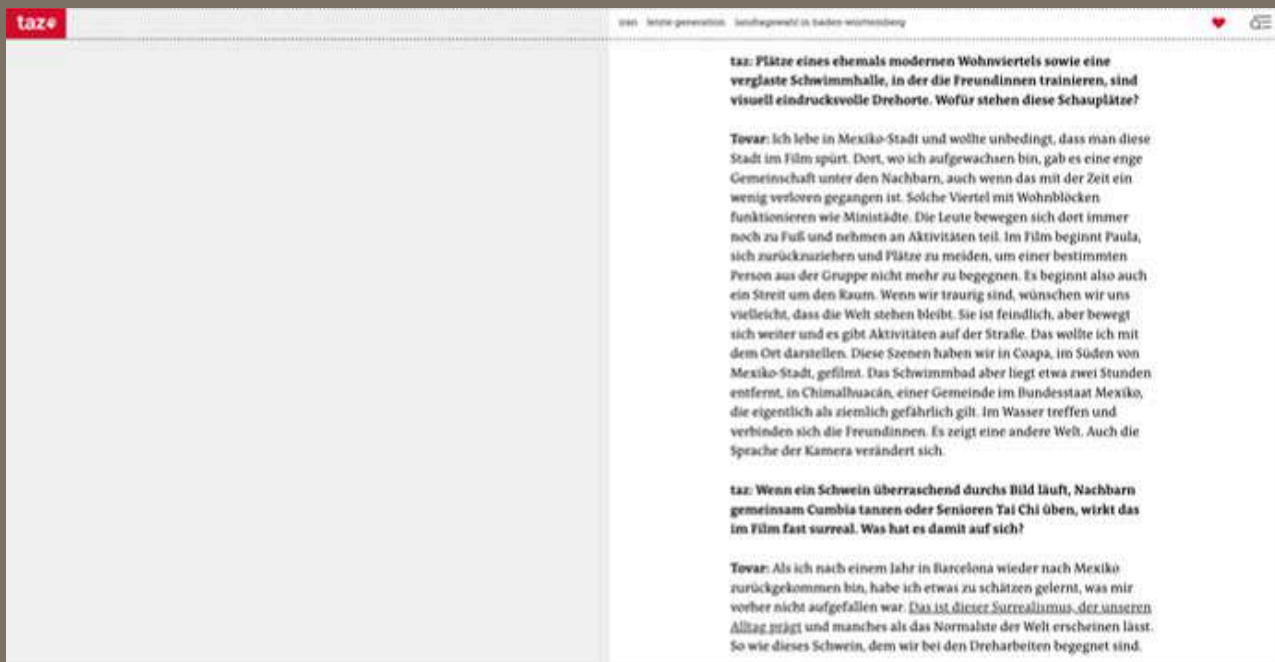 taz
iran letzte generation landtagswahl in baden-württemberg
taz: Plätze eines ehemals modernen Wohnviertels sowie eine
verglaste Schwimmhalle, in der die Freundinnen trainieren, sind
visuell eindrucksvolle Drehorte. Wofür stehen diese Schauplätze?
Tovar: Ich lebe in Mexiko-Stadt und wollte unbedingt, dass man diese
Stadt im Film spürt. Dort, wo ich aufgewachsen bin, gab es eine enge
Gemeinschaft unter den Nachbarn, auch wenn das mit der Zeit ein
wenig verloren gegangen ist. Solche Viertel mit Wohnblöcken
funktionieren wie Ministädte. Die Leute bewegen sich dort immer
noch zu Fuß und nehmen an Aktivitäten teil. Im Film beginnt Paula,
sich zurückzuziehen und Plätze zu meiden, um einer bestimmten
Person aus der Gruppe nicht mehr zu begegnen. Es beginnt also auch
ein Streit um den Raum. Wenn wir traurig sind, wünschen wir uns
vielleicht, dass die Welt stehen bleibt. Sie ist feindlich, aber bewegt
sich weiter und es gibt Aktivitäten auf der Straße. Das wollte ich mit
dem Ort darstellen. Diese Szenen haben wir in Coapa, im Süden von
Mexiko-Stadt, gefilmt. Das Schwimmbad aber liegt etwa zwei Stunden
entfernt, in Chimalhuacán, einer Gemeinde im Bundesstaat Mexiko,
die eigentlich als ziemlich gefährlich gilt. Im Wasser treffen und
verbinden sich die Freundinnen. Es zeigt eine andere Welt. Auch die
Sprache der Kamera verändert sich.
taz: Wenn ein Schwein überraschend durchs Bild läuft, Nachbarn
gemeinsam Cumbia tanzen oder Senioren Tai Chi üben, wirkt das
im Film fast surreal. Was hat es damit auf sich?
Tovar: Als ich nach einem Jahr in Barcelona wieder nach Mexiko
zurückgekommen bin, habe ich etwas zu schätzen gelernt, was mir
vorher nicht aufgefallen war. Das ist dieser Surrealismus, der unseren
Alltag prägt und manches als das Normalste der Welt erscheinen lässt.
So wie dieses Schwein, dem wir bei den Dreharbeiten begegnet sind.